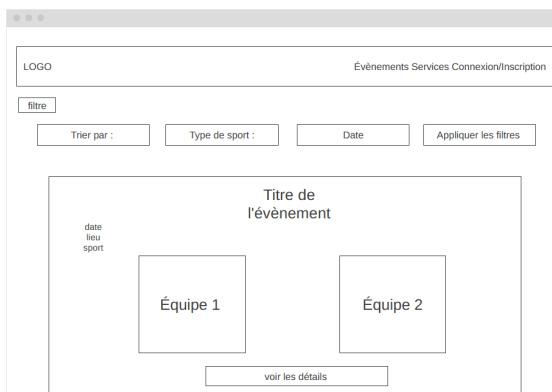 LOGO
Évènements Services Connexion/Inscription
filtre
Trier par :
Type de sport :
Date
Appliquer les filtres
Titre de
l'évènement
date
lieu
sport
Équipe 1
Équipe 2
voir les détails